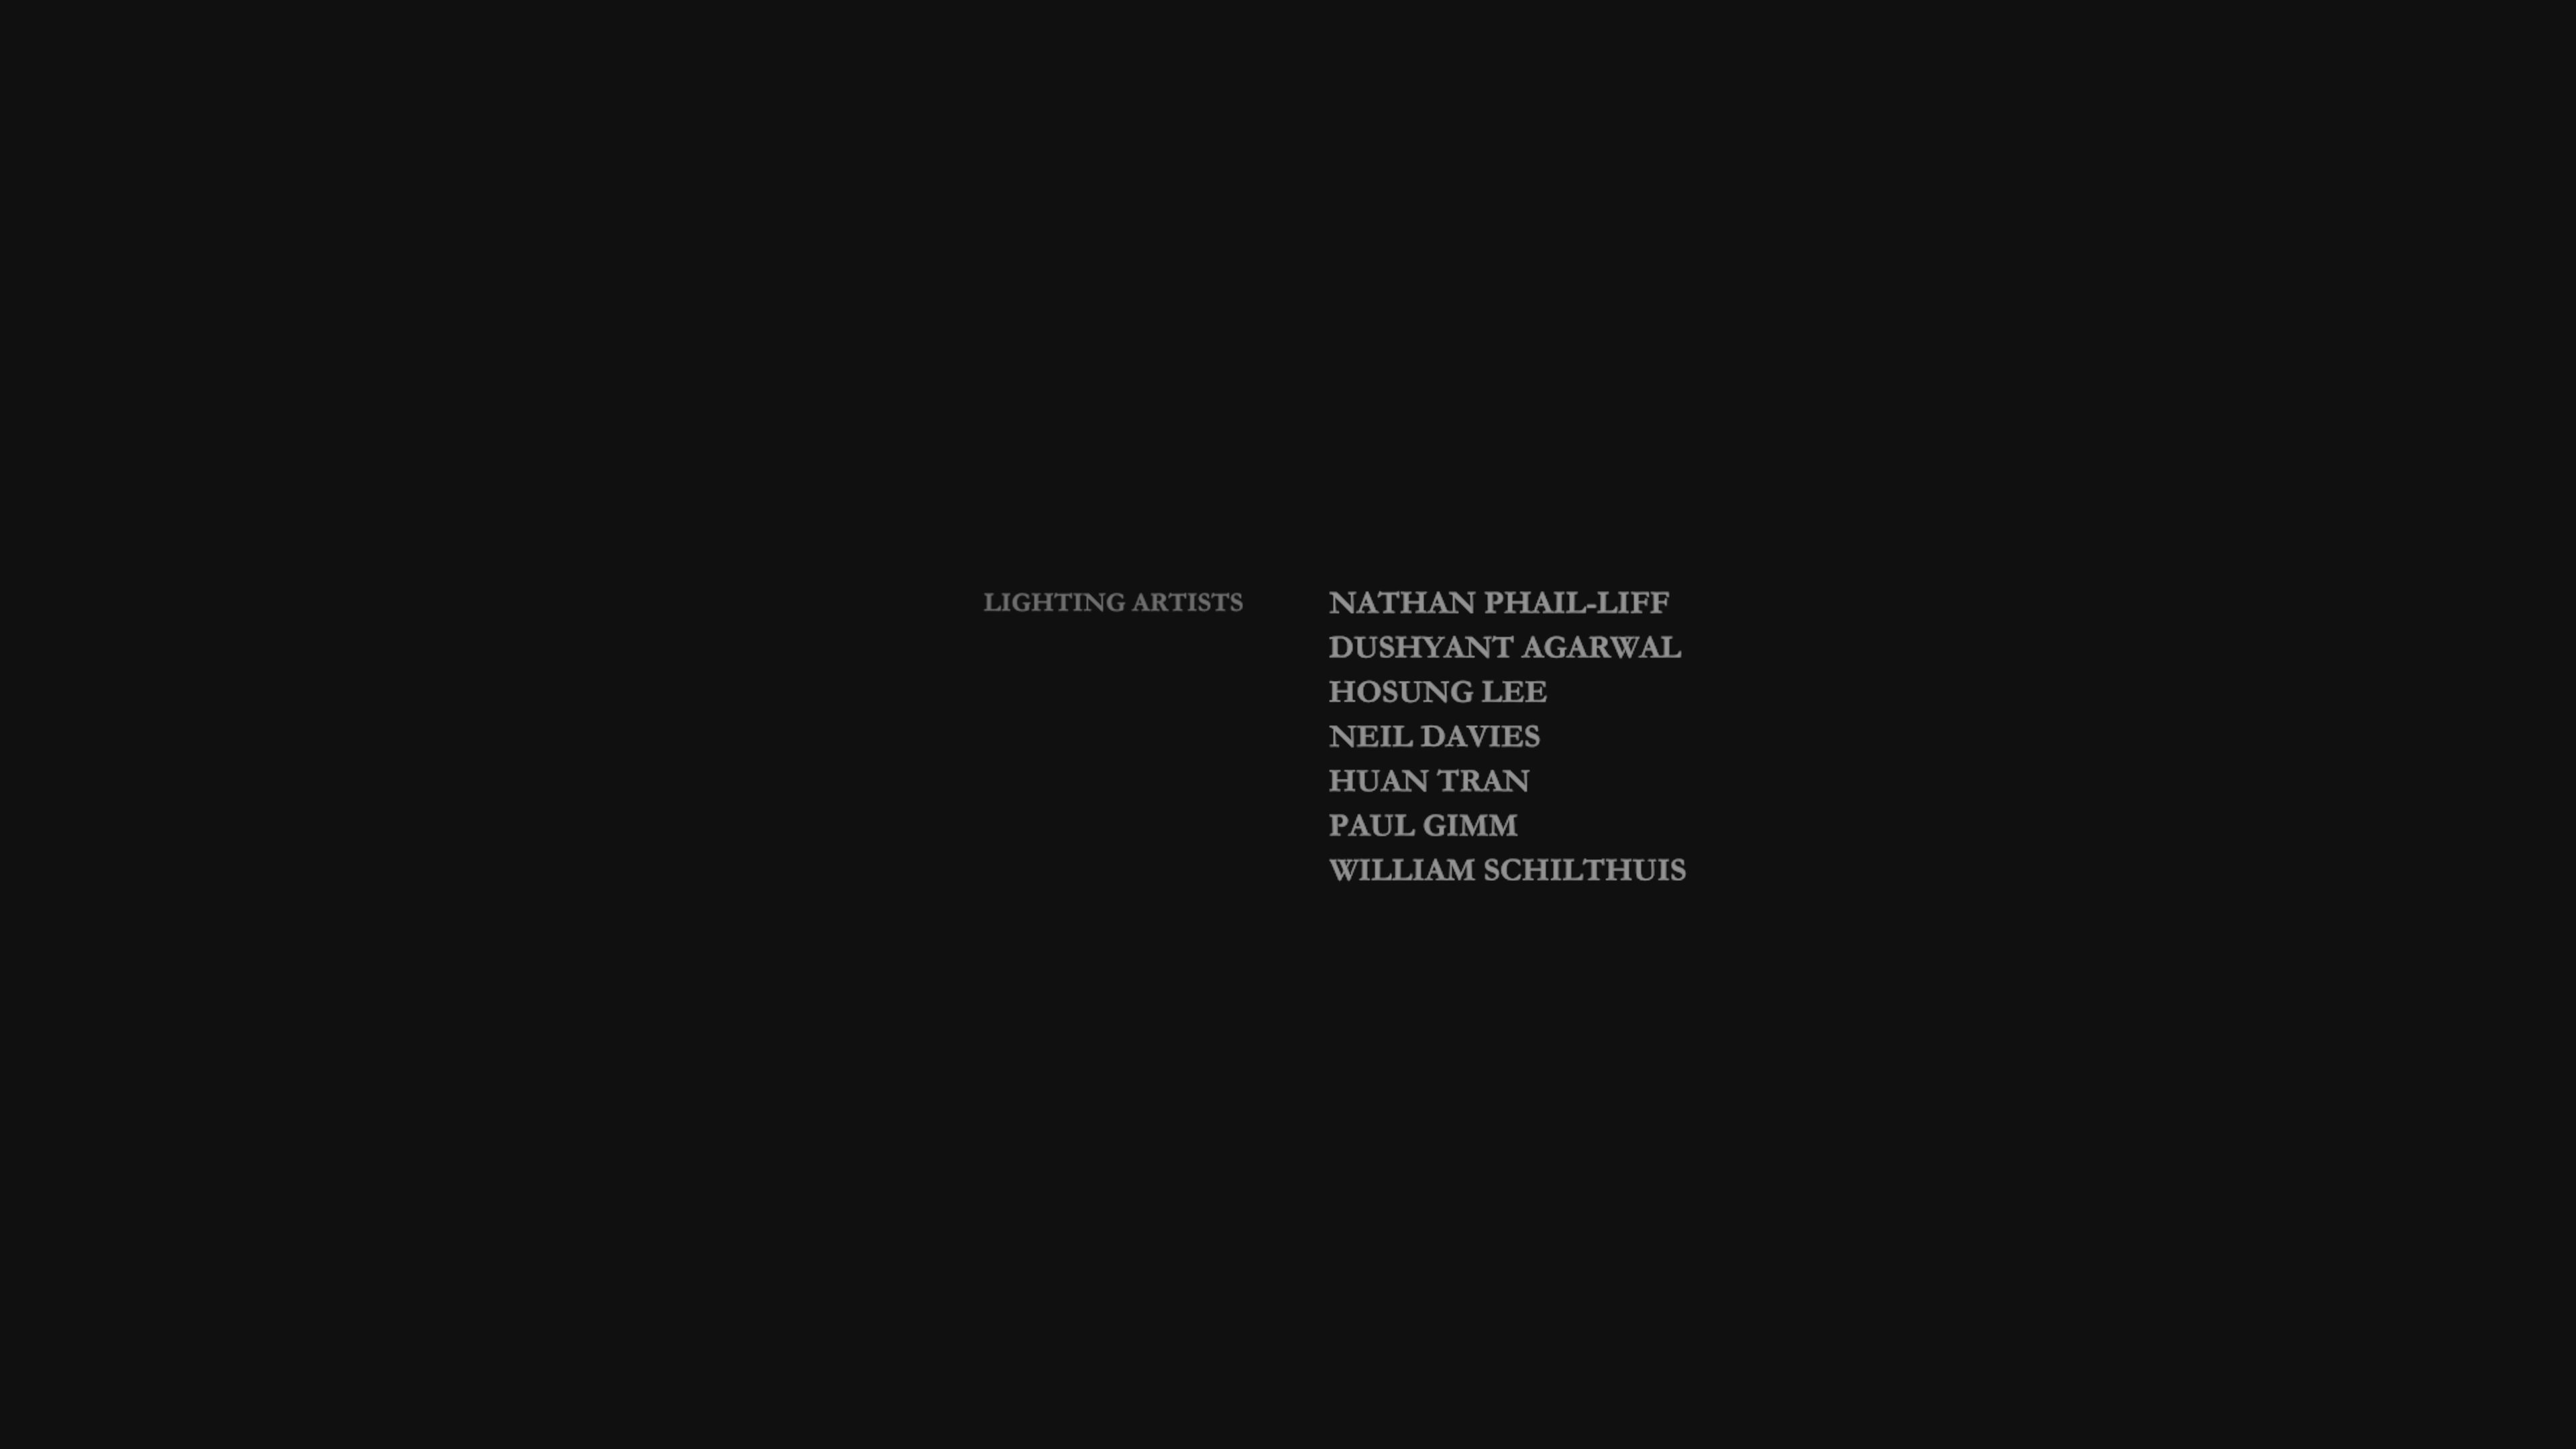 LIGHTING ARTISTS NATHAN PHAIL-LIFF
DUSHYANT AGARWAL
HOSUNG LEE
NEIL DAVIES
HUAN TRAN
PAUL GIMM
WILLIAM SCHILTHUIS